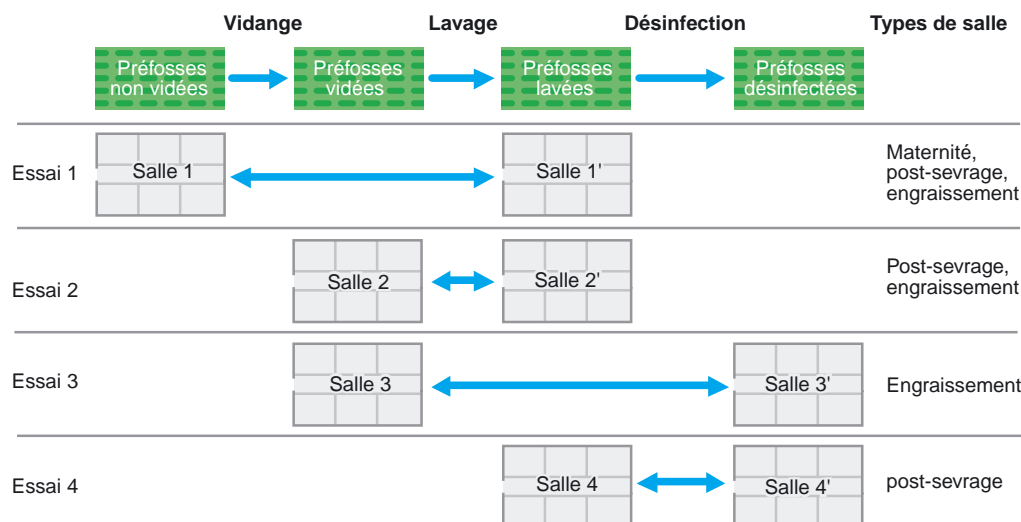 Vidange Lavage Désinfection Types de salle
Préfosses
non vidées
Préfosses
vidées
Préfosses
lavées
Préfosses
désinfectées
Essai 1
Salle 1
Salle 1'
Maternité,
post-sevrage,
engraissement
Essai 2
Salle 2
Salle 2'
Post-sevrage,
engraissement
Essai 3
Salle 3
Salle 3'
Engraissement
Essai 4
Salle 4
Salle 4'
post-sevrage